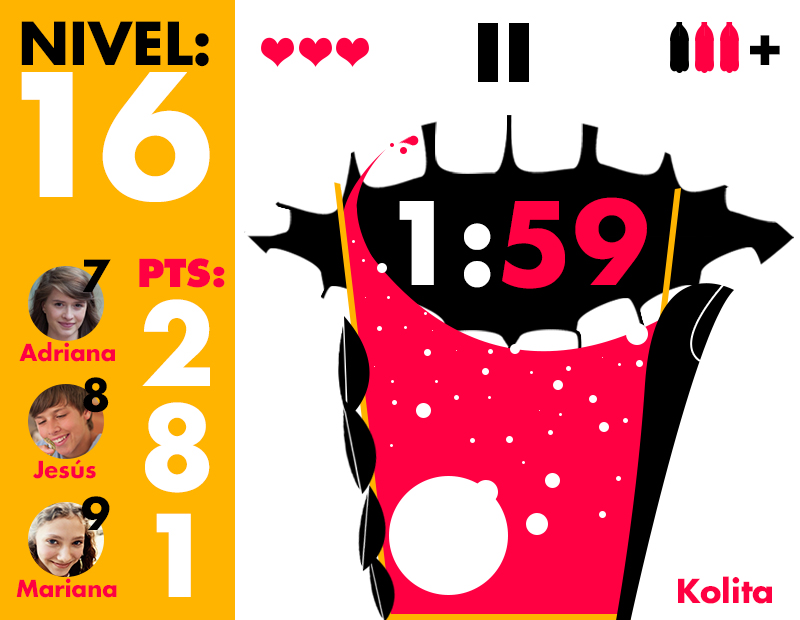 NIVEL:
16
7
Adriana
8
Jesús
9
Mariana
PTS:
2
8
1
+
1:59
Kolita